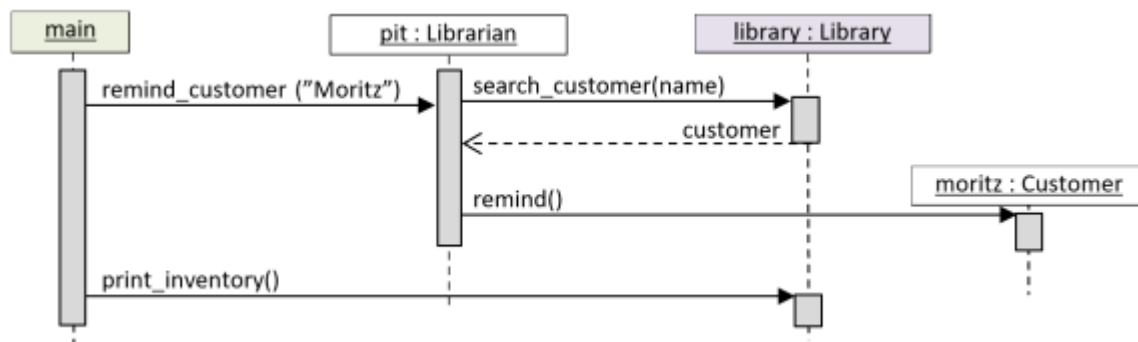 main
pit : Librarian
library : Library
remind_customer (”Moritz”)
search_customer(name)
customer
moritz : Customer
remind()
print_inventory()